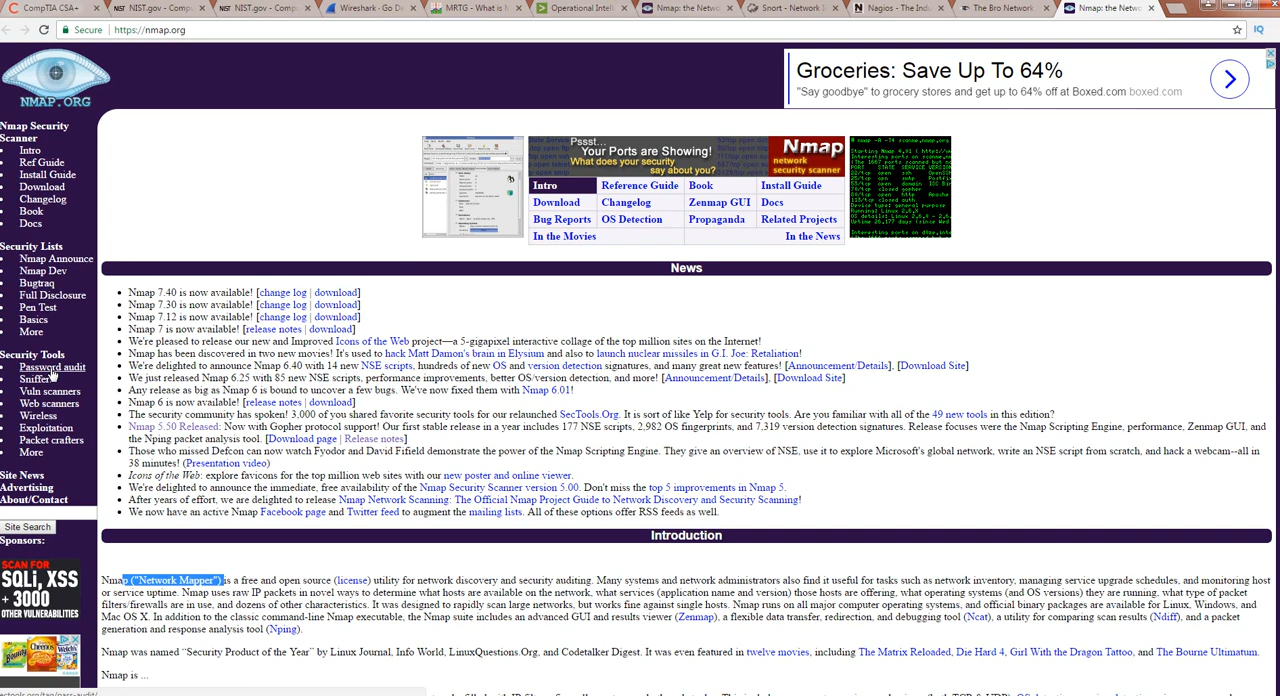 CompTIA CSA+
NIST.gov - Compu
NIST.gov - Compu
Wireshark - Go De
MRTG - What is M
Operational Intelli
Nmap: the Netwo
Snort - Network I
Nagios - The Indu
The Bro Network
Nmap: the Netwo
Secure
https://nmap.org
IQ
NMAP.ORG
Groceries: Save Up To 64%
"Say goodbye" to grocery stores and get up to 64% off at Boxed.com boxed.com
Nmap Security
Scanner
Intro
Ref Guide
Install Guide
Download
Changelog
Book
Docs
Security Lists
Nmap Announce
Nmap Dev
Bugtraq
Full Disclosure
Pen Test
Basics
More
Security Tools
Password audit
Sniffers
Vuln scanners
Web scanners
Wireless
Exploitation
Packet crafters
More
Site News
Advertising
About/Contact
Site Search
Sponsors:
SCAN FOR
SQLi, XSS
+ 3000
OTHER VULNERABILITIES
Pssst....
Your Ports are Showing!
What does your security
say about you?
Nmap
network
security scanner
Intro Reference Guide Book Install Guide
Download Changelog Zenmap GUI Docs
Bug Reports OS Detection Propaganda Related Projects
In the Movies In the News
News
Nmap 7.40 is now available! [change log | download]
Nmap 7.30 is now available! [change log | download]
Nmap 7.12 is now available! [change log | download]
Nmap 7 is now available! [release notes | download]
We're pleased to release our new and Improved Icons of the Web project—a 5-gigapixel interactive collage of the top million sites on the Internet!
Nmap has been discovered in two new movies! It's used to hack Matt Damon's brain in Elysium and also to launch nuclear missiles in G.I. Joe: Retaliation!
We're delighted to announce Nmap 6.40 with 14 new NSE scripts, hundreds of new OS and version detection signatures, and many great new features! [Announcement/Details], [Download Site]
We just released Nmap 6.25 with 85 new NSE scripts, performance improvements, better OS/version detection, and more! [Announcement/Details], [Download Site]
Any release as big as Nmap 6 is bound to uncover a few bugs. We've now fixed them with Nmap 6.01!
Nmap 6 is now available! [release notes | download]
The security community has spoken! 3,000 of you shared favorite security tools for our relaunched SecTools.Org. It is sort of like Yelp for security tools. Are you familiar with all of the 49 new tools in this edition?
Nmap 5.50 Released: Now with Gopher protocol support! Our first stable release in a year includes 177 NSE scripts, 2,982 OS fingerprints, and 7,319 version detection signatures. Release focuses were the Nmap Scripting Engine, performance, Zenmap GUI, and
the Nping packet analysis tool. [Download page | Release notes]
Those who missed Defcon can now watch Fyodor and David Fifield demonstrate the power of the Nmap Scripting Engine. They give an overview of NSE, use it to explore Microsoft's global network, write an NSE script from scratch, and hack a webcam--all in
38 minutes! (Presentation video)
Icons of the Web: explore favicons for the top million web sites with our new poster and online viewer.
We're delighted to announce the immediate, free availability of the Nmap Security Scanner version 5.00. Don't miss the top 5 improvements in Nmap 5.
After years of effort, we are delighted to release Nmap Network Scanning: The Official Nmap Project Guide to Network Discovery and Security Scanning!
We now have an active Nmap Facebook page and Twitter feed to augment the mailing lists. All of these options offer RSS feeds as well.
Introduction
Nmap ("Network Mapper") is a free and open source (license) utility for network discovery and security auditing. Many systems and network administrators also find it useful for tasks such as network inventory, managing service upgrade schedules, and monitoring host
or service uptime. Nmap uses raw IP packets in novel ways to determine what hosts are available on the network, what services (application name and version) those hosts are offering, what operating systems (and OS versions) they are running, what type of packet
filters/firewalls are in use, and dozens of other characteristics. It was designed to rapidly scan large networks, but works fine against single hosts. Nmap runs on all major computer operating systems, and official binary packages are available for Linux, Windows, and
Mac OS X. In addition to the classic command-line Nmap executable, the Nmap suite includes an advanced GUI and results viewer (Zenmap), a flexible data transfer, redirection, and debugging tool (Ncat), a utility for comparing scan results (Ndiff), and a packet
generation and response analysis tool (Nping).
Nmap was named “Security Product of the Year” by Linux Journal, Info World, LinuxQuestions.Org, and Codetalker Digest. It was even featured in twelve movies, including The Matrix Reloaded, Die Hard 4, Girl With the Dragon Tattoo, and The Bourne Ultimatum.
Nmap is ...